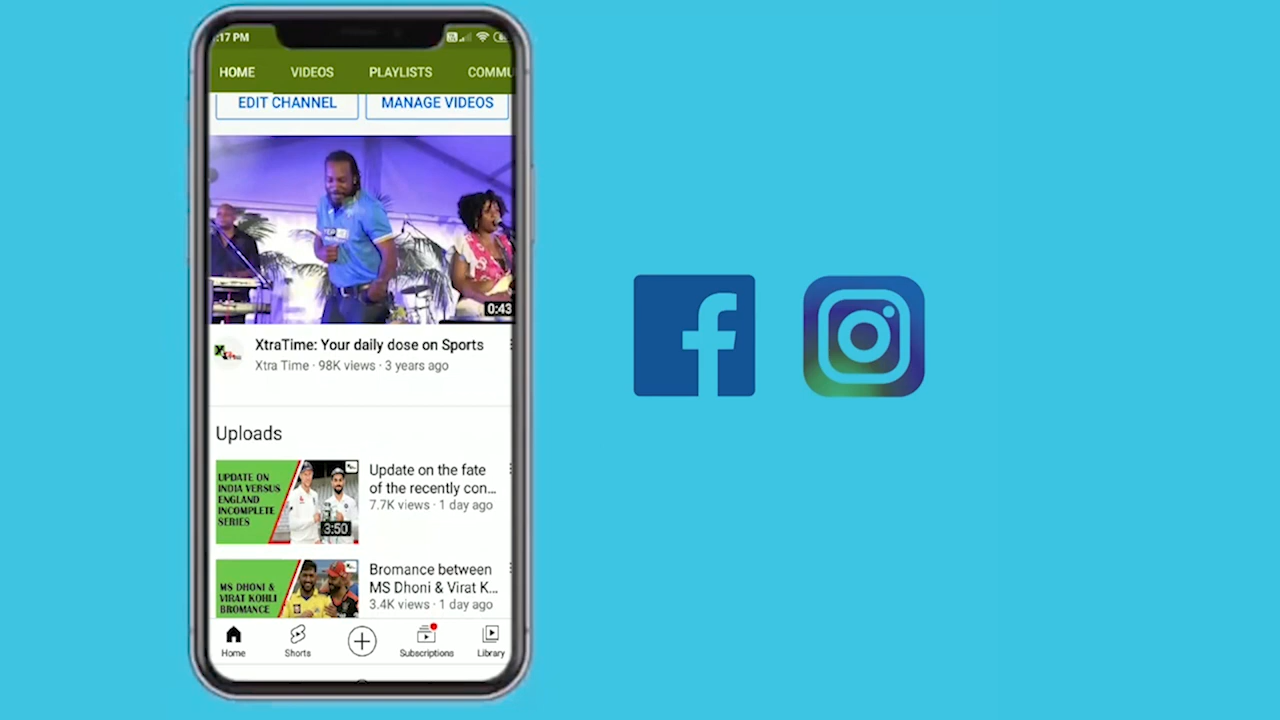 :17 PM
HOME VIDEOS PLAYLISTS COMMU
EDIT CHANNEL MANAGE VIDEOS
0:43
XtraTime: Your daily dose on Sports
Xtra Time · 98K views · 3 years ago
Uploads
UPDATE ON
INDIA VERSUS
ENGLAND
INCOMPLETE
SERIES
3:50
Update on the fate
of the recently con...
7.7K views · 1 day ago
MS DHONI &
VIRAT KOHLI
BROMANCE
Bromance between
MS Dhoni & Virat K...
3.4K views · 1 day ago
Home Shorts Subscriptions Library